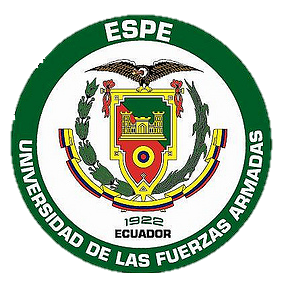 ESPE
1922
ECUADOR
UNIVERSIDAD DE LAS FUERZAS ARMADAS